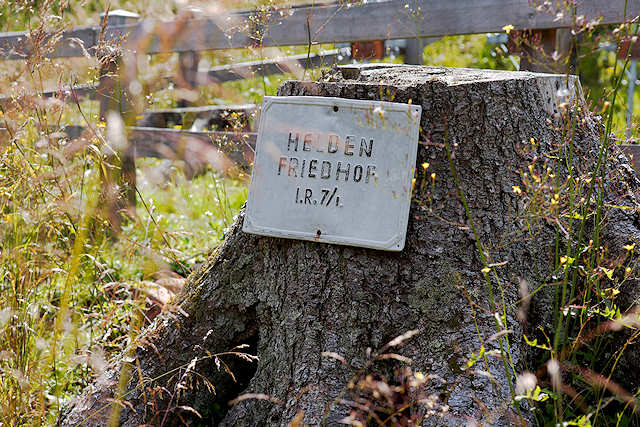 HELDEN
FRIEDHOF
I.R.7/I.